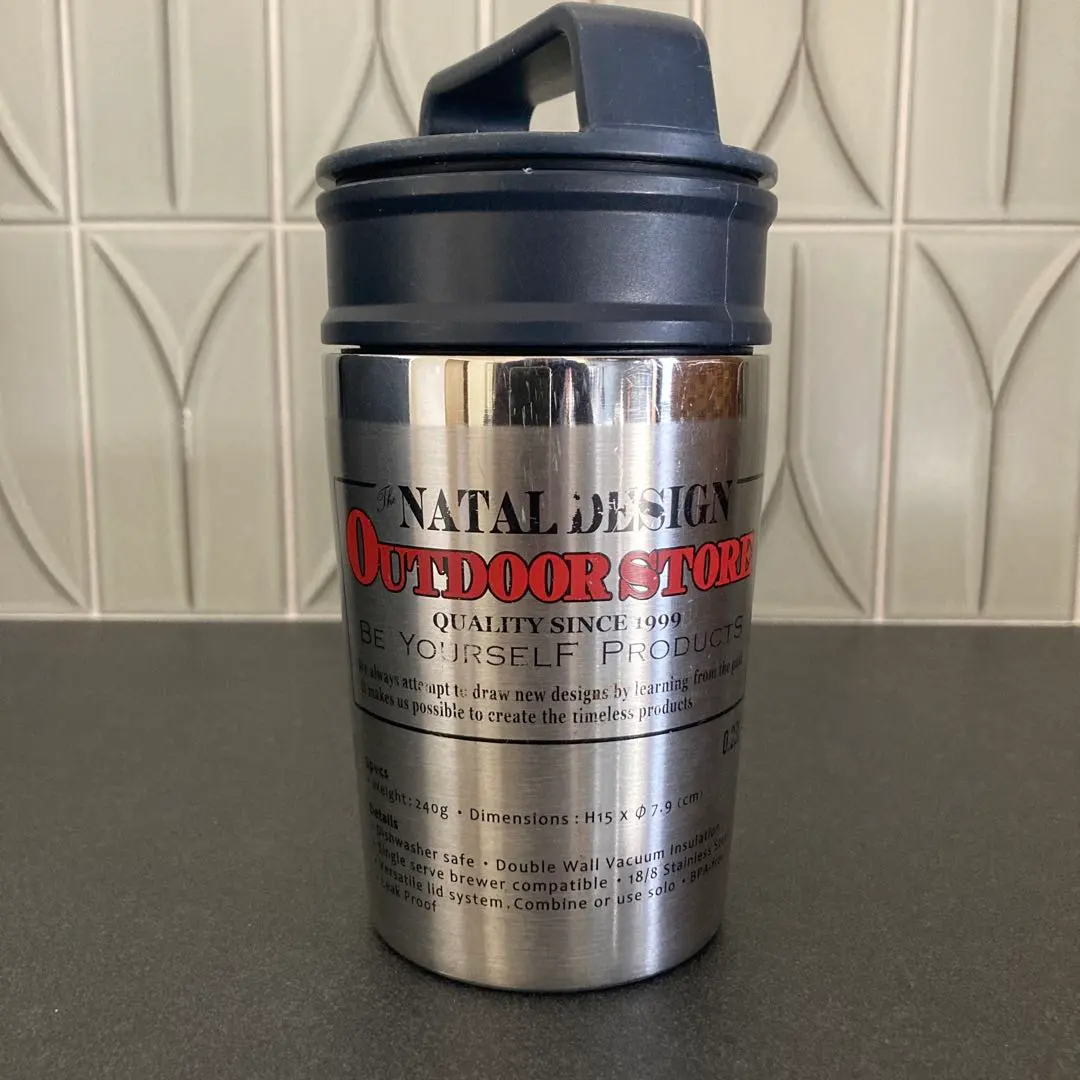 The NATAL DESIGN
OUTDOOR STORE
QUALITY SINCE 1999
BE YOURSELF PRODUCTS
always attempt to draw new designs by learning from the past
makes us possible to create the timeless products
Specs
Weight: 240g • Dimensions : H15 x Ø 7.9 (cm)
Details
Dishwasher safe • Double Wall Vacuum Insulation
Single serve brewer compatible • 18/8 Stainless
Versatile lid system. Combine or use solo • BPA-Free
Leak Proof